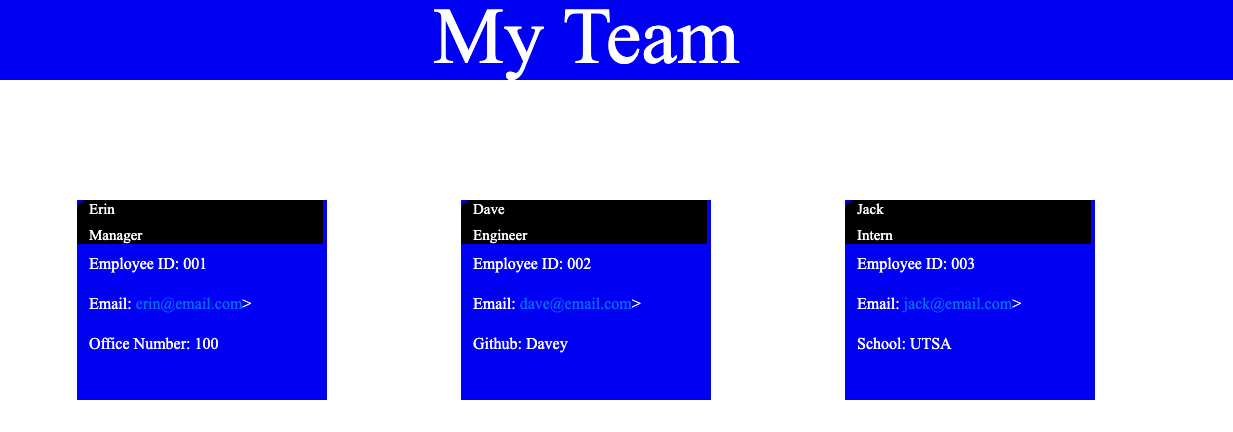 My Team
Erin
Manager
Employee ID: 001
Email: erin@email.com>
Office Number: 100
Dave
Engineer
Employee ID: 002
Email: dave@email.com>
Github: Davey
Jack
Intern
Employee ID: 003
Email: jack@email.com>
School: UTSA